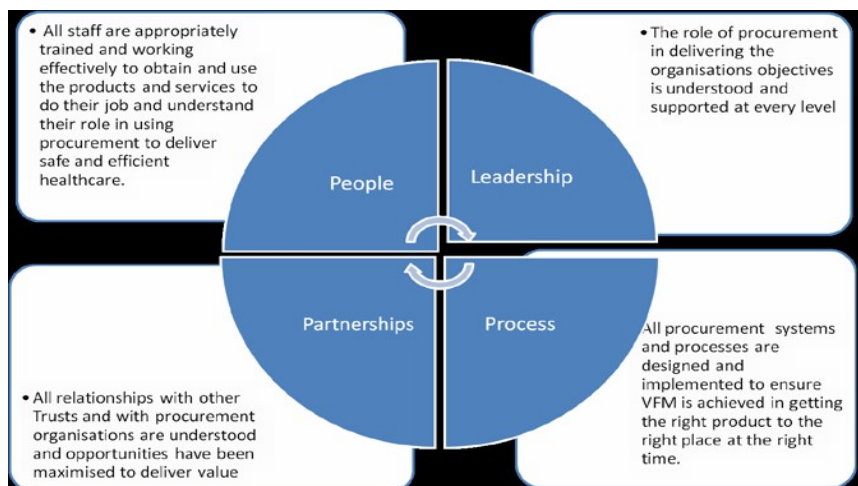 • All staff are appropriately
trained and working
effectively to obtain and use
the products and services to
do their job and understand
their role in using
procurement to deliver
safe and efficient
healthcare.
• The role of procurement
in delivering the
organisations objectives
is understood and
supported at every level
People
Leadership
Partnerships
Process
• All relationships with other
Trusts and with procurement
organisations are understood
and opportunities have been
maximised to deliver value
All procurement systems
and processes are
designed and
implemented to ensure
VFM is achieved in getting
the right product to the
right place at the right
time.